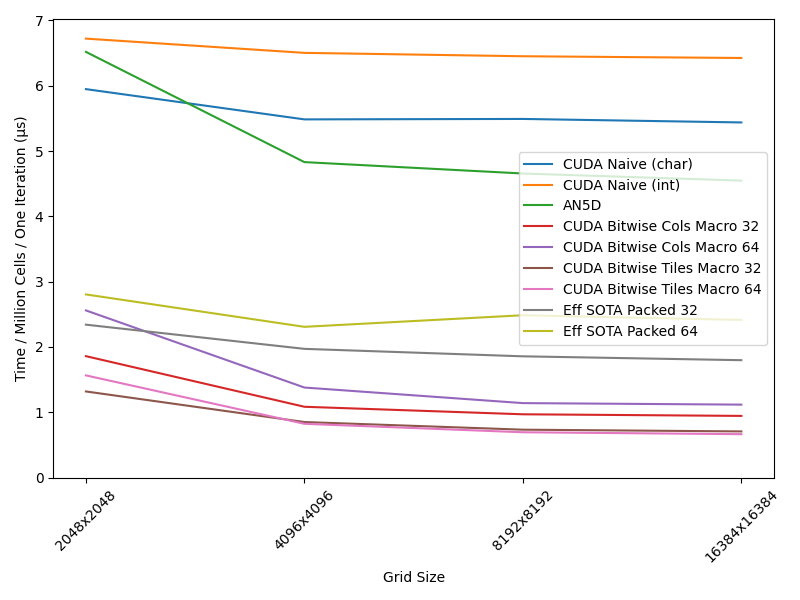 7
6
5
4
3
2
1
0
Time / Million Cells / One Iteration (µs)
CUDA Naive (char)
CUDA Naive (int)
AN5D
CUDA Bitwise Cols Macro 32
CUDA Bitwise Cols Macro 64
CUDA Bitwise Tiles Macro 32
CUDA Bitwise Tiles Macro 64
Eff SOTA Packed 32
Eff SOTA Packed 64
2048x2048
4096x4096
8192x8192
16384x16384
Grid Size